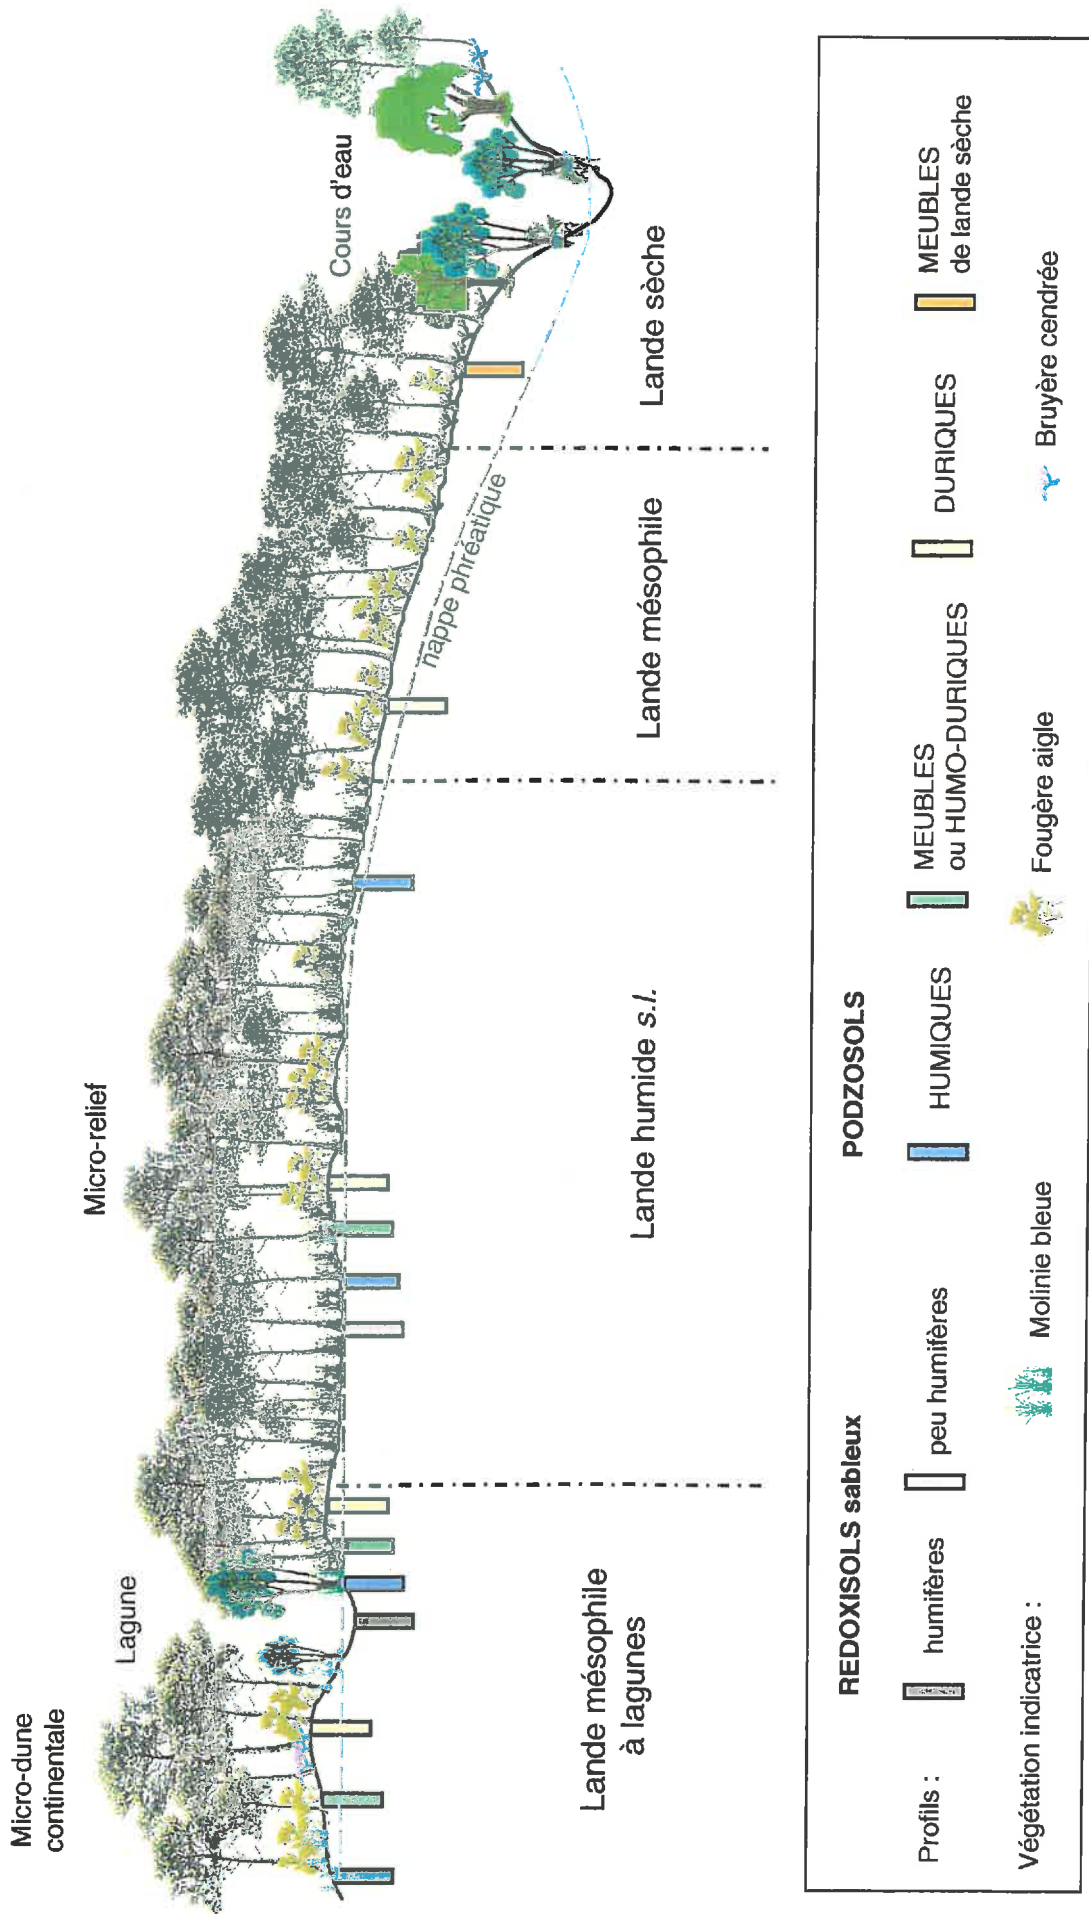 Micro-dune
continentale
Lagune
Micro-relief
Cours d'eau
nappe phréatique
Lande mésophile
à lagunes
Lande humide s.l.
Lande mésophile
Lande sèche
REDOXISOLS sableux
PODZOSOLS
Profils :
humifères
peu humifères
HUMIQUES
MEUBLES
ou HUMO-DURIQUES
DURIQUES
MEUBLES
de lande sèche
Végétation indicatrice :
Molinie bleue
Fougère aigle
Bruyère cendrée